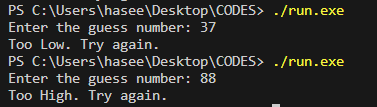 PS C:\Users\hasee\Desktop\CODES> ./run.exe
Enter the guess number: 37
Too Low. Try again.
PS C:\Users\hasee\Desktop\CODES> ./run.exe
Enter the guess number: 88
Too High. Try again.